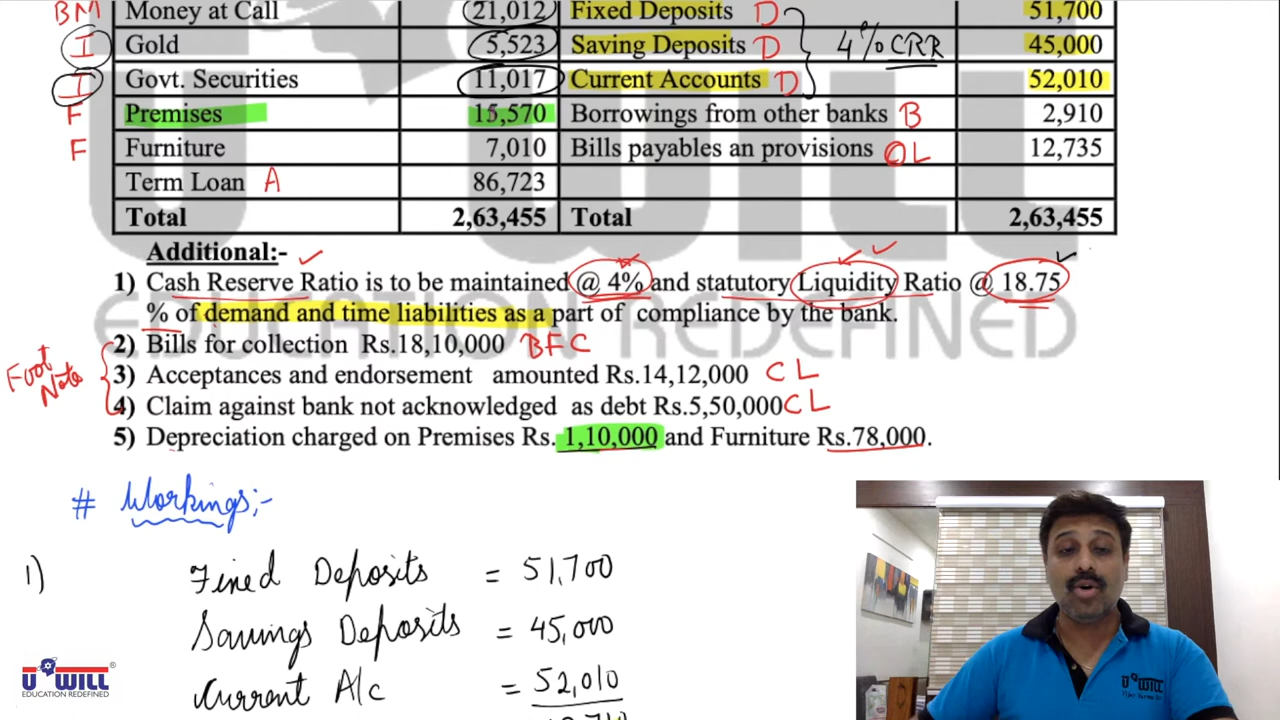 BM Money at Call 21,012 Fixed Deposits D 51,700
I Gold 5,523 Saving Deposits D 4% CRR 45,000
I Govt. Securities 11,017 Current Accounts D 52,010
F Premises 15,570 Borrowings from other banks B 2,910
F Furniture 7,010 Bills payables an provisions OL 12,735
Term Loan A 86,723
Total 2,63,455 Total 2,63,455
Additional:-
1) Cash Reserve Ratio is to be maintained @ 4% and statutory Liquidity Ratio @ 18.75
% of demand and time liabilities as a part of compliance by the bank.
2) Bills for collection Rs.18,10,000 BFC
Foot Note
3) Acceptances and endorsement amounted Rs.14,12,000 CL
4) Claim against bank not acknowledged as debt Rs.5,50,000 CL
5) Depreciation charged on Premises Rs. 1,10,000 and Furniture Rs.78,000.
# Workings:-
1) Fixed Deposits = 51,700
Savings Deposits = 45,000
Current A/c = 52,010
U WILL
EDUCATION REDEFINED
U WILL
EDUCATION REDEFINED
U WILL